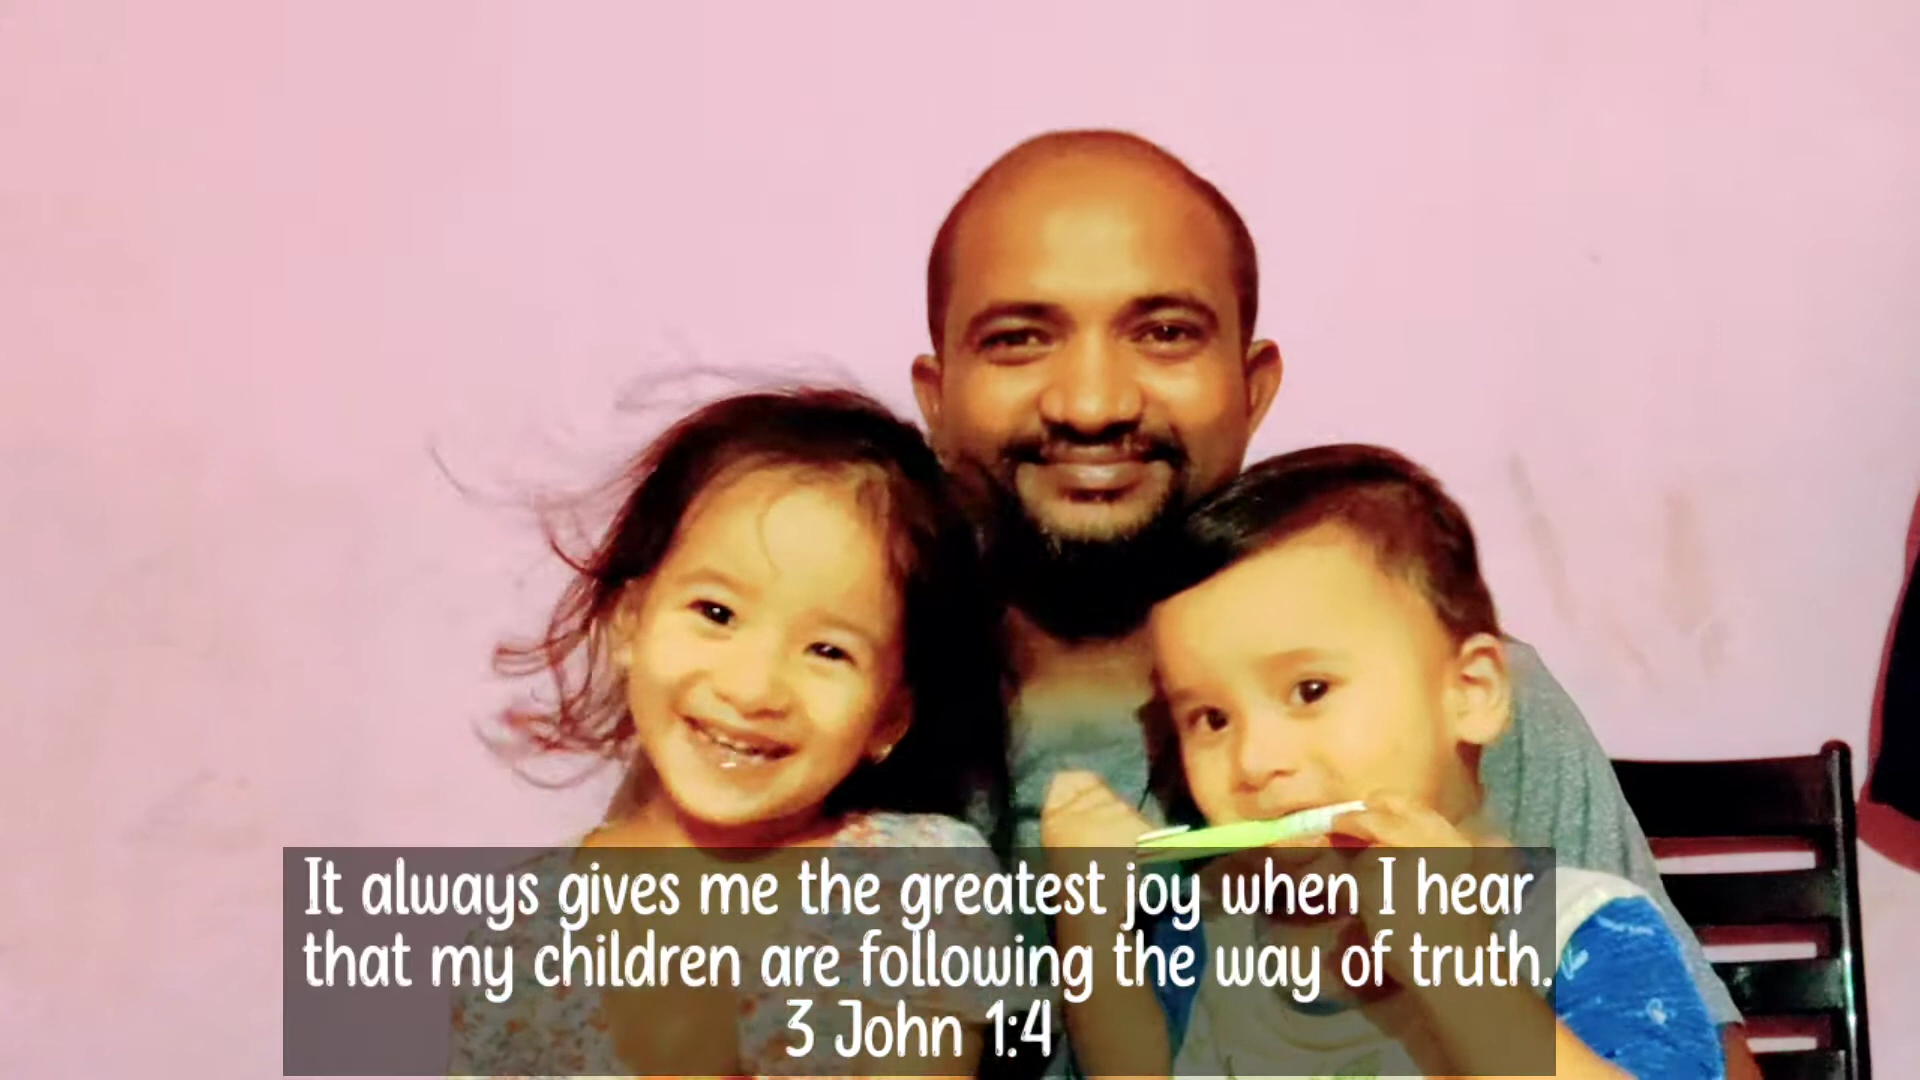 It always gives me the greatest joy when I hear
that my children are following the way of truth.
3 John 1:4